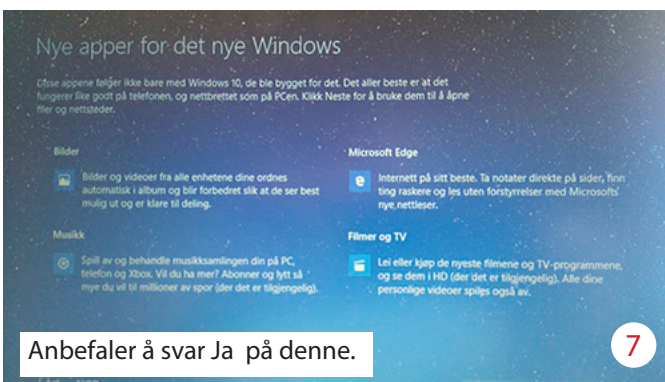 Nye apper for det nye Windows
Disse appene følger ikke bare med Windows 10, de ble bygget for det. Det aller beste er at det
fungerer like godt på telefonen, og nettbrettet som på PCen. Klikk Neste for å bruke dem til å åpne
filer og nettsteder.
Bilder
Bilder og videoer fra alle enhetene dine ordnes
automatisk i album og blir forbedret slik at de ser best
mulig ut og er klare til deling.
Microsoft Edge
Internett på sitt beste. Ta notater direkte på sider, finn
ting raskere og les uten forstyrrelser med Microsofts
nye nettleser.
Musikk
Spill av og behandle musikksamlingen din på PC,
telefon og Xbox. Vil du ha mer? Abonner og lytt så
mye du vil til millioner av spor (der det er tilgjengelig).
Filmer og TV
Lei eller kjøp de nyeste filmene og TV-programmene,
og se dem i HD (der det er tilgjengelig). Alle dine
personlige videoer spilles også av.
Anbefaler å svar Ja på denne.
7